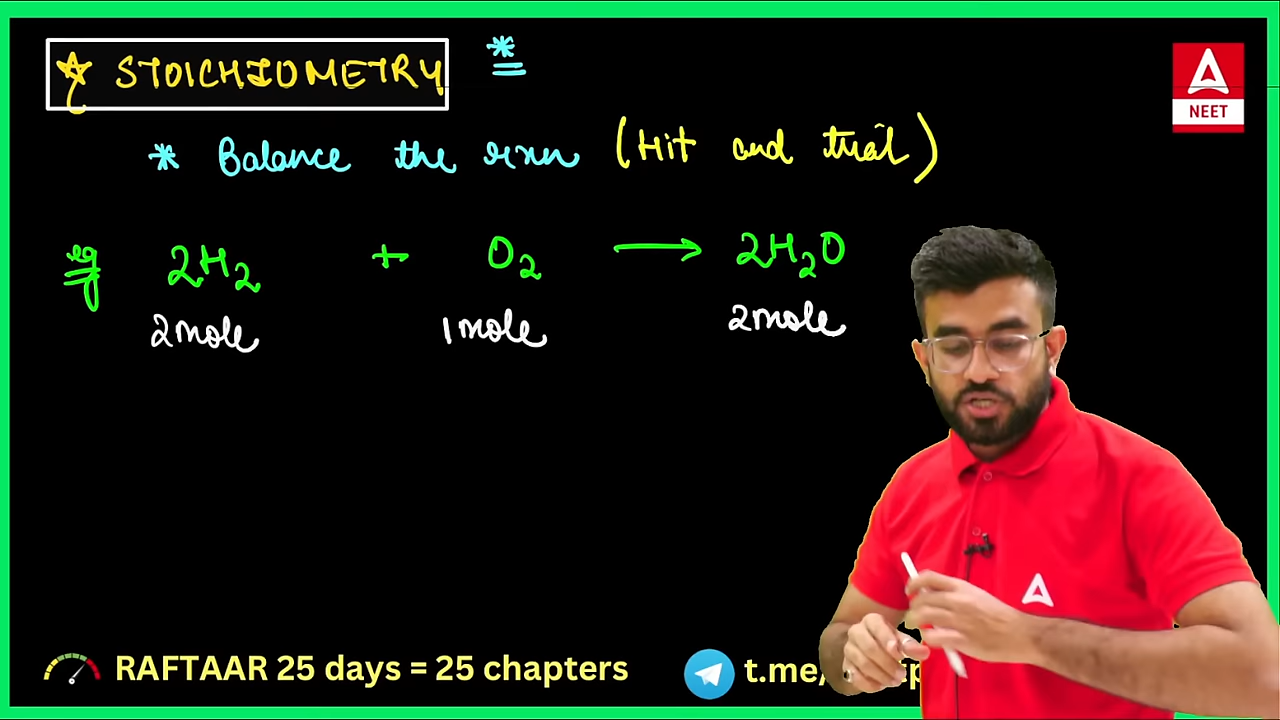 STOICHIOMETRY *
* Balance the rxn (Hit and trial)
eg 2H₂ + O₂ → 2H₂O
2mole 1mole 2mole
NEET
RAFTAAR 25 days = 25 chapters
t.me/